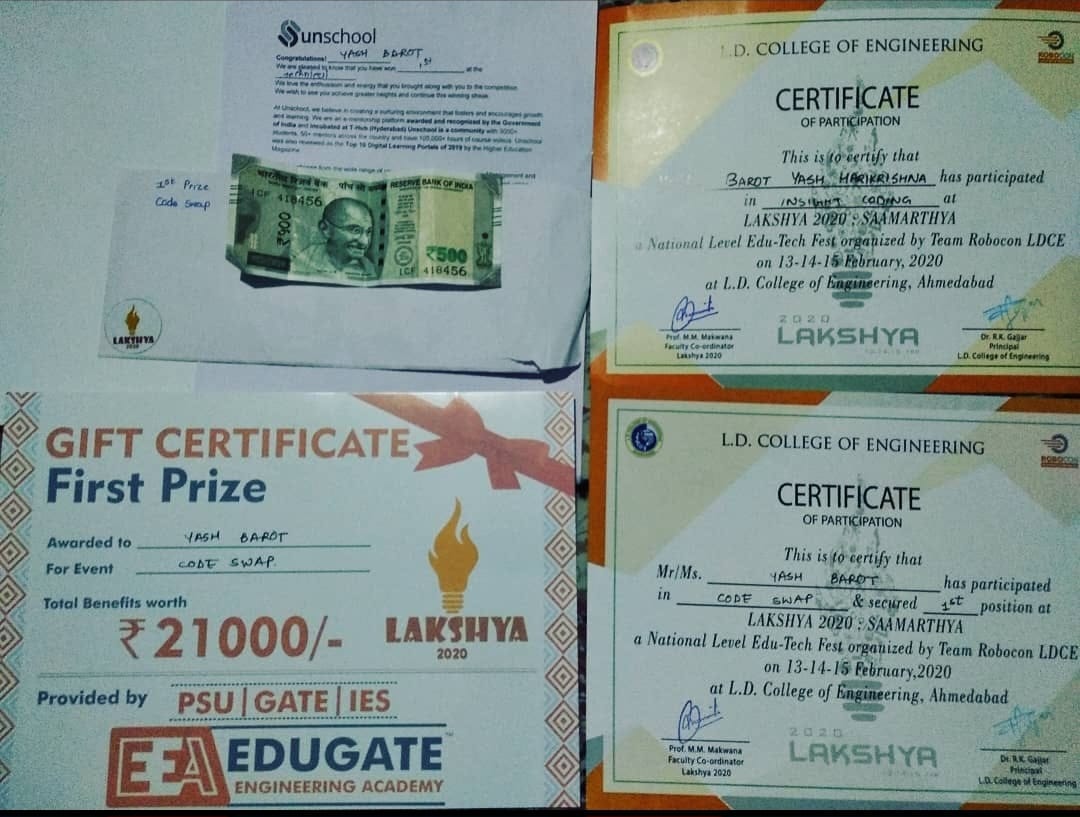 unschool
Congratulations! YASH BAROT,
We are pleased to know that you have won 1st at the
technical
We love the enthusiasm and energy that you brought along with you to the competition.
We wish to see you achieve greater heights and continue this winning streak.
At Unschool, we believe in creating a nurturing environment that fosters and encourages growth
and learning. We are an e-mentorship platform awarded and recognized by the Government
of India and incubated at T-Hub (Hyderabad) Unschool is a community with 9000+
students, 50+ mentors across the country and have 100,000+ hours of course videos. Unschool
was also reviewed as the Top 10 Digital Learning Portals of 2019 by the Higher Education
Magazine.
from the wide range of
and
1st Prize
Code Swap
भारतीय रिज़र्व बैंक पाँच सौ रुपये RESERVE BANK OF INDIA
1CF 418456
₹500
₹500
1CF 418456
LAKSHYA
2020
GIFT CERTIFICATE
First Prize
Awarded to YASH BAROT
For Event CODE SWAP.
Total Benefits worth
₹21000/-
LAKSHYA
2020
Provided by PSU | GATE | IES
EEA EDUGATE™
ENGINEERING ACADEMY
L.D. COLLEGE OF ENGINEERING
ROBOCON
CERTIFICATE
OF PARTICIPATION
This is to certify that
BAROT YASH HARIKRISHNA has participated
in INSIGHT CODING at
LAKSHYA 2020 : SAAMARTHYA
a National Level Edu-Tech Fest organized by Team Robocon LDCE
on 13-14-15 February, 2020
at L.D. College of Engineering, Ahmedabad
2020
LAKSHYA
Prof. M.M. Makwana
Faculty Co-ordinator
Lakshya 2020
Dr. R.K. Gajjar
Principal
L.D. College of Engineering
L.D. COLLEGE OF ENGINEERING
ROBOCON
CERTIFICATE
OF PARTICIPATION
This is to certify that
Mr/Ms. YASH BAROT has participated
in CODE SWAP & secured 1st position at
LAKSHYA 2020 : SAAMARTHYA
a National Level Edu-Tech Fest organized by Team Robocon LDCE
on 13-14-15 February,2020
at L.D. College of Engineering, Ahmedabad
2020
LAKSHYA
Prof. M.M. Makwana
Faculty Co-ordinator
Lakshya 2020
Dr. R.K. Gajjar
Principal
L.D. College of Engineering